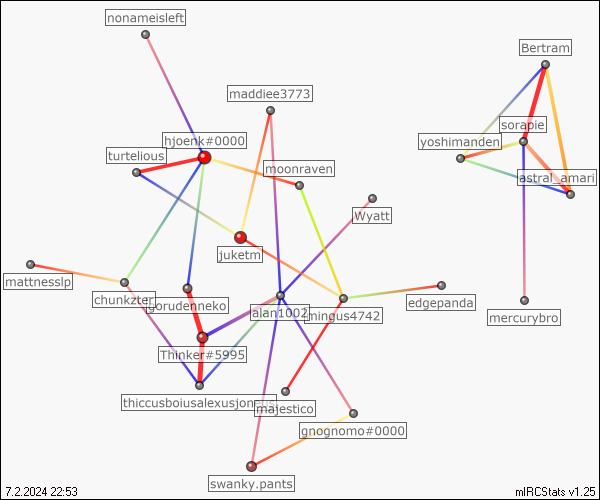 nonameisleft
Bertram
maddiee3773
sorapie
hjoenk#0000
yoshimanden
turtelious
moonraven
astral_amari
Wyatt
juketm
mattnesslp
chunkzter
gorudenneko
alan1002
mingus4742
edgepanda
mercurybro
Thinker#5995
thiccusboiusalexusjon
majestico
gnognomo#0000
swanky.pants
7.2.2024 22:53
mIRCStats v1.25